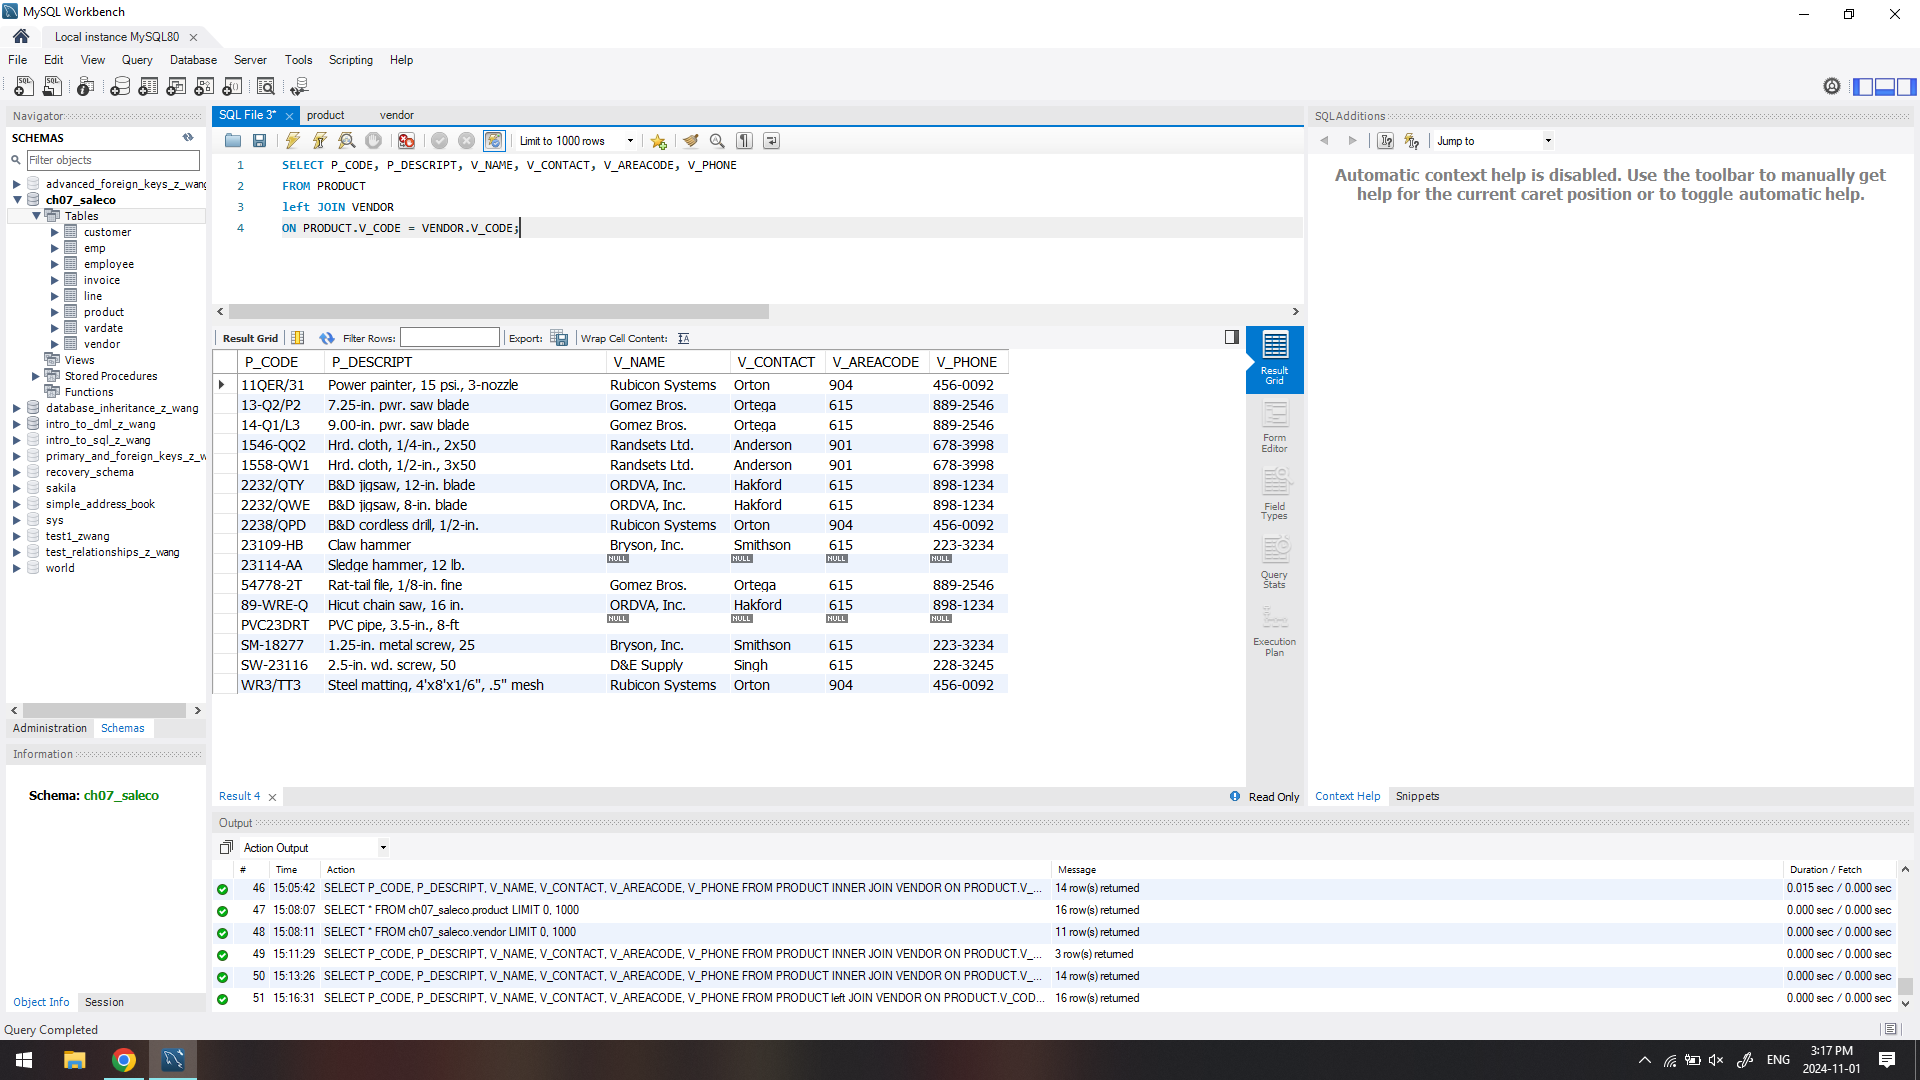 MySQL Workbench
Local instance MySQL80
File Edit View Query Database Server Tools Scripting Help
Navigator
SCHEMAS
Filter objects
advanced_foreign_keys_z_wang
ch07_saleco
Tables
customer
emp
employee
invoice
line
product
vardate
vendor
Views
Stored Procedures
Functions
database_inheritance_z_wang
intro_to_dml_z_wang
intro_to_sql_z_wang
primary_and_foreign_keys_z_w
recovery_schema
sakila
simple_address_book
sys
test1_zwang
test_relationships_z_wang
world
Administration Schemas
Information
Schema: ch07_saleco
Object Info Session
SQL File 3* product vendor
Limit to 1000 rows
1 SELECT P_CODE, P_DESCRIPT, V_NAME, V_CONTACT, V_AREACODE, V_PHONE
2 FROM PRODUCT
3 left JOIN VENDOR
4 ON PRODUCT.V_CODE = VENDOR.V_CODE;
Result Grid Filter Rows: Export: Wrap Cell Content:
P_CODE P_DESCRIPT V_NAME V_CONTACT V_AREACODE V_PHONE
11QER/31 Power painter, 15 psi., 3-nozzle Rubicon Systems Orton 904 456-0092
13-Q2/P2 7.25-in. pwr. saw blade Gomez Bros. Ortega 615 889-2546
14-Q1/L3 9.00-in. pwr. saw blade Gomez Bros. Ortega 615 889-2546
1546-QQ2 Hrd. cloth, 1/4-in., 2x50 Randsets Ltd. Anderson 901 678-3998
1558-QW1 Hrd. cloth, 1/2-in., 3x50 Randsets Ltd. Anderson 901 678-3998
2232/QTY B&D jigsaw, 12-in. blade ORDVA, Inc. Hakford 615 898-1234
2232/QWE B&D jigsaw, 8-in. blade ORDVA, Inc. Hakford 615 898-1234
2238/QPD B&D cordless drill, 1/2-in. Rubicon Systems Orton 904 456-0092
23109-HB Claw hammer Bryson, Inc. Smithson 615 223-3234
23114-AA Sledge hammer, 12 lb. NULL NULL NULL NULL
54778-2T Rat-tail file, 1/8-in. fine Gomez Bros. Ortega 615 889-2546
89-WRE-Q Hicut chain saw, 16 in. ORDVA, Inc. Hakford 615 898-1234
PVC23DRT PVC pipe, 3.5-in., 8-ft NULL NULL NULL NULL
SM-18277 1.25-in. metal screw, 25 Bryson, Inc. Smithson 615 223-3234
SW-23116 2.5-in. wd. screw, 50 D&E Supply Singh 615 228-3245
WR3/TT3 Steel matting, 4'x8'x1/6", .5" mesh Rubicon Systems Orton 904 456-0092
Result Grid
Form Editor
Field Types
Query Stats
Execution Plan
Result 4 Read Only
SQLAdditions
Jump to
Automatic context help is disabled. Use the toolbar to manually get
help for the current caret position or to toggle automatic help.
Context Help Snippets
Output
Action Output
# Time Action Message Duration / Fetch
46 15:05:42 SELECT P_CODE, P_DESCRIPT, V_NAME, V_CONTACT, V_AREACODE, V_PHONE FROM PRODUCT INNER JOIN VENDOR ON PRODUCT.V_... 14 row(s) returned 0.015 sec / 0.000 sec
47 15:08:07 SELECT * FROM ch07_saleco.product LIMIT 0, 1000 16 row(s) returned 0.000 sec / 0.000 sec
48 15:08:11 SELECT * FROM ch07_saleco.vendor LIMIT 0, 1000 11 row(s) returned 0.000 sec / 0.000 sec
49 15:11:29 SELECT P_CODE, P_DESCRIPT, V_NAME, V_CONTACT, V_AREACODE, V_PHONE FROM PRODUCT INNER JOIN VENDOR ON PRODUCT.V_... 3 row(s) returned 0.000 sec / 0.000 sec
50 15:13:26 SELECT P_CODE, P_DESCRIPT, V_NAME, V_CONTACT, V_AREACODE, V_PHONE FROM PRODUCT INNER JOIN VENDOR ON PRODUCT.V_... 14 row(s) returned 0.000 sec / 0.000 sec
51 15:16:31 SELECT P_CODE, P_DESCRIPT, V_NAME, V_CONTACT, V_AREACODE, V_PHONE FROM PRODUCT left JOIN VENDOR ON PRODUCT.V_COD... 16 row(s) returned 0.000 sec / 0.000 sec
Query Completed
ENG
3:17 PM
2024-11-01